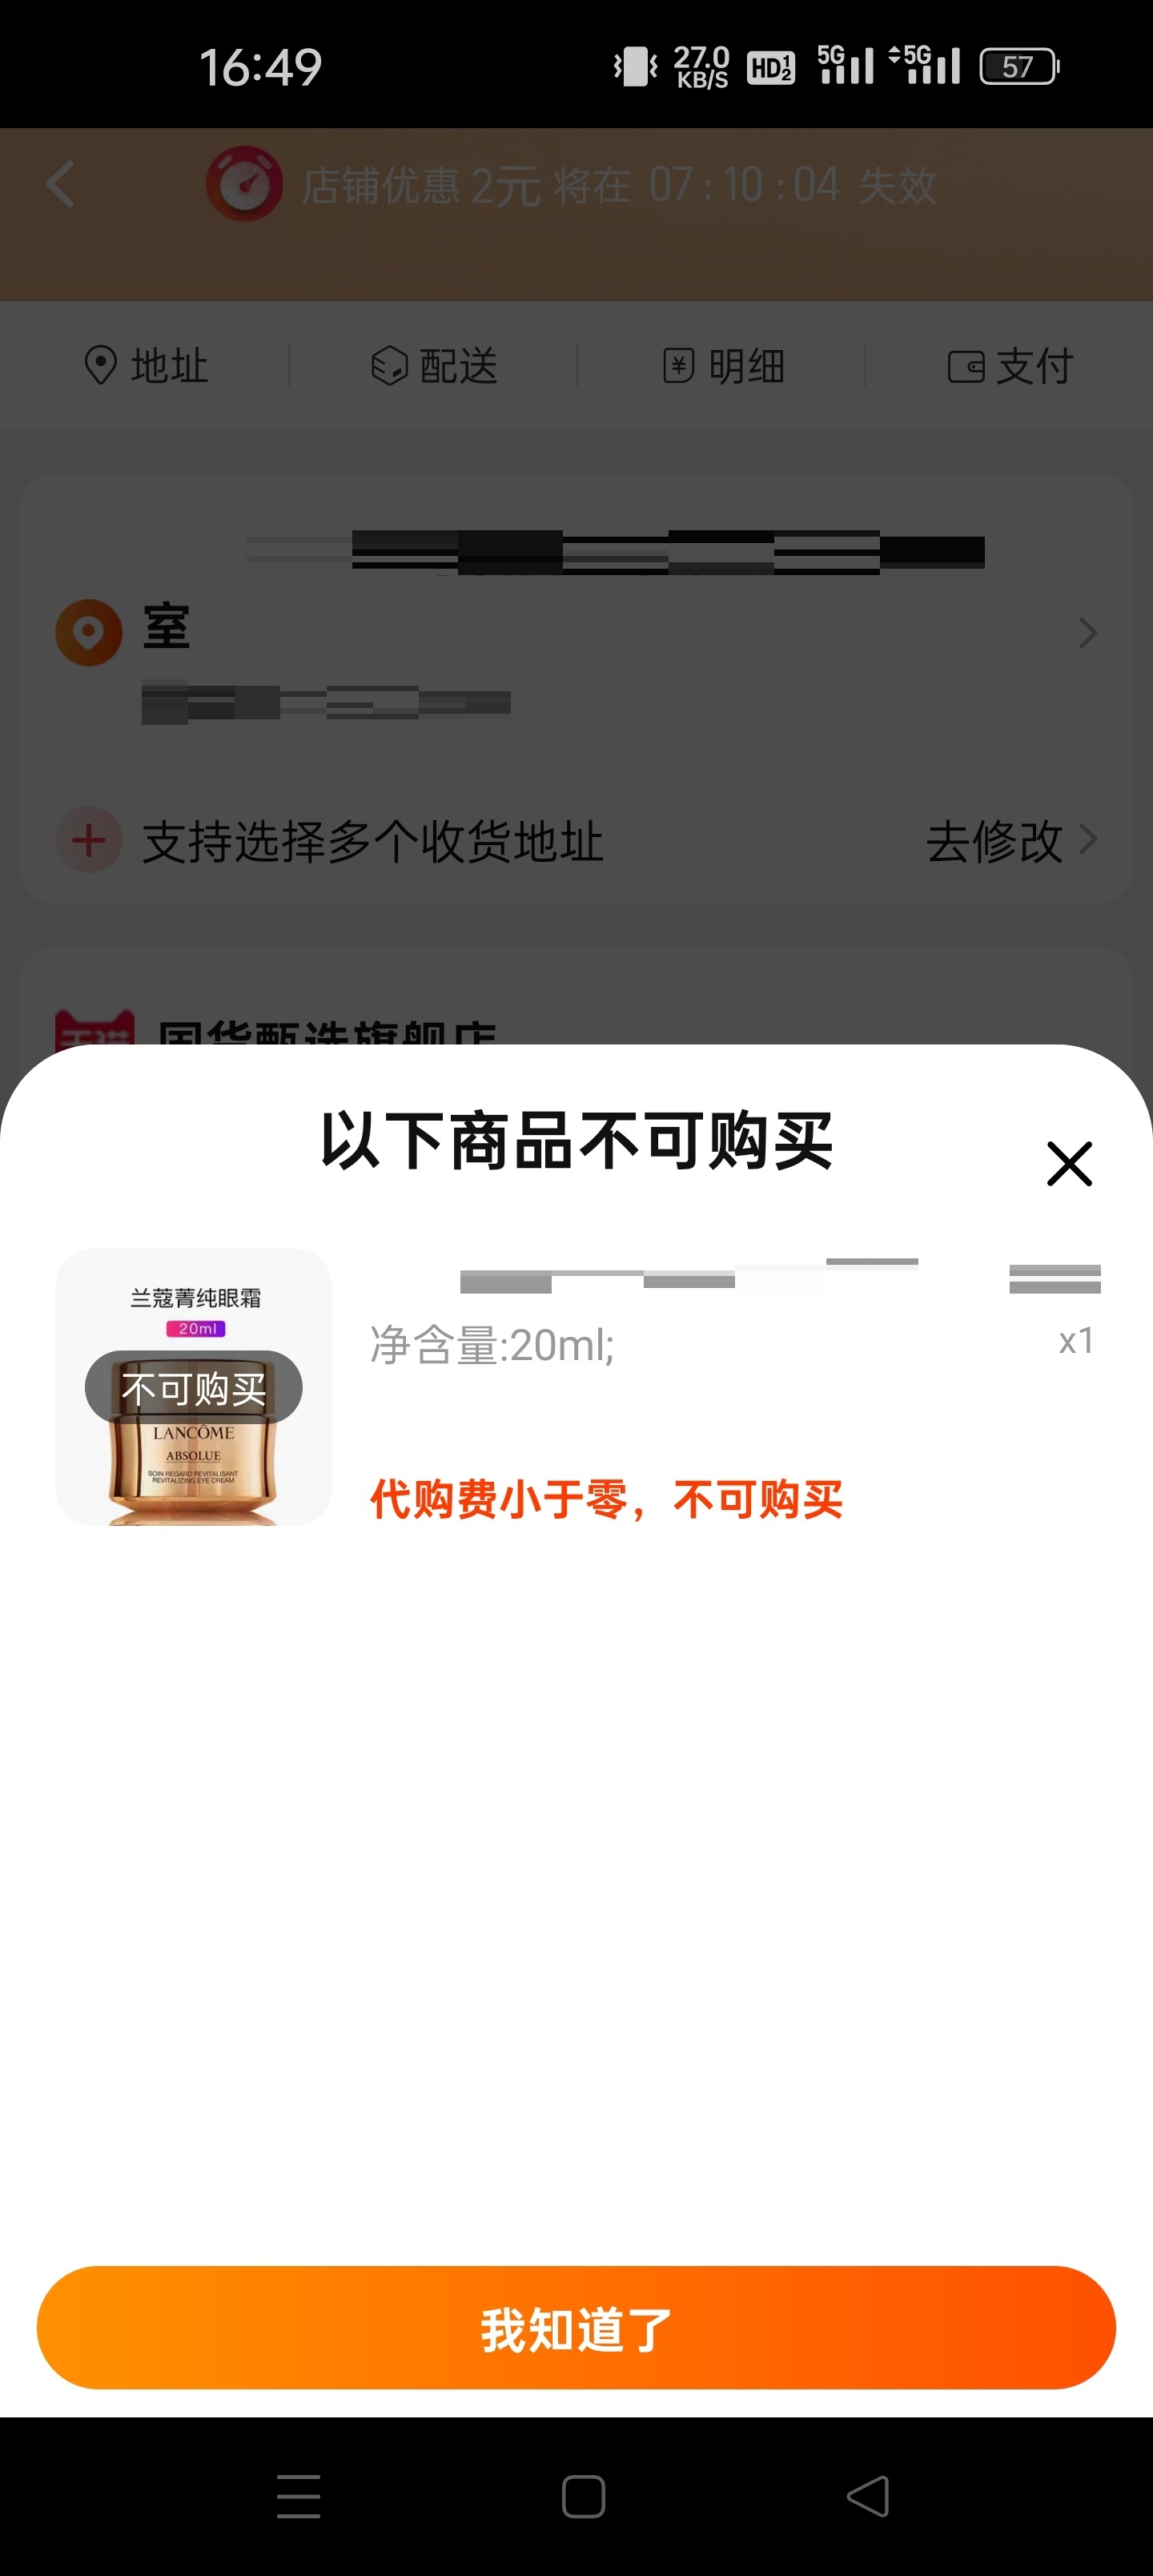 16:49
27.0
KB/S
HD 1 2
5G
5G
57
店铺优惠 2元 将在 07 : 10 : 04 失效
地址
配送
明细
支付
室
支持选择多个收货地址
去修改
天猫
国货甄选旗舰店
以下商品不可购买
兰蔻菁纯眼霜
20ml
不可购买
LANCÔME
ABSOLUE
SOIN REGARD REVITALISANT
REVITALIZING EYE CREAM
净含量:20ml;
x1
代购费小于零，不可购买
我知道了